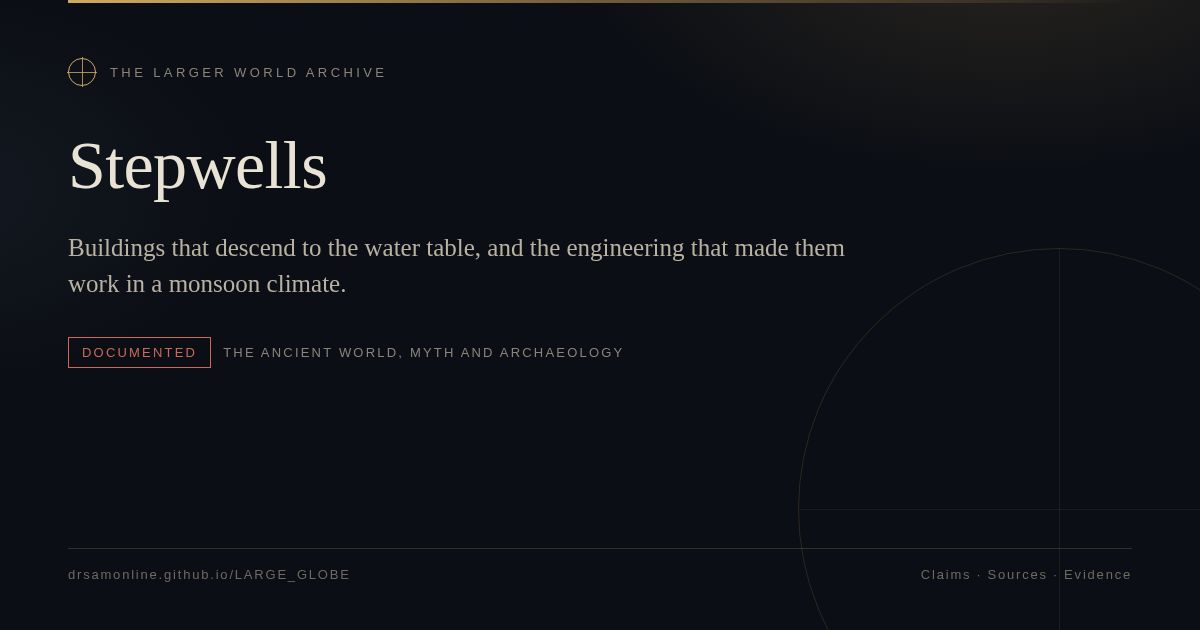 THE LARGER WORLD ARCHIVE
Stepwells
Buildings that descend to the water table, and the engineering that made them
work in a monsoon climate.
DOCUMENTED THE ANCIENT WORLD, MYTH AND ARCHAEOLOGY
drsamonline.github.io/LARGE_GLOBE Claims · Sources · Evidence